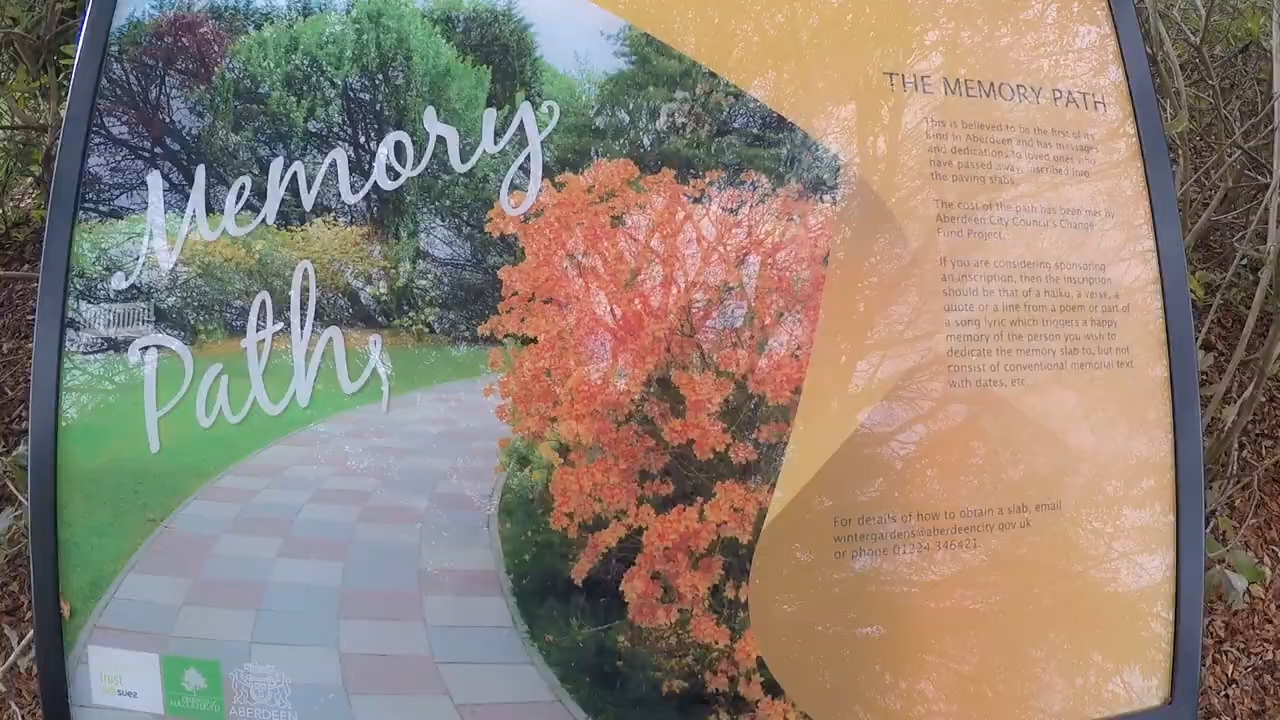 Memory
Path
THE MEMORY PATH
This is believed to be the first of its
kind in Aberdeen and has messages
and dedications to loved ones who
have passed away, inscribed into
the paving slabs.
The cost of the path has been met by
Aberdeen City Council's Change
Fund Project.
If you are considering sponsoring
an inscription, then the inscription
should be that of a haiku, a verse, a
quote or a line from a poem or part of
a song lyric which triggers a happy
memory of the person you wish to
dedicate the memory slab to, but not
consist of conventional memorial text
with dates, etc.
For details of how to obtain a slab, email
wintergardens@aberdeencity.gov.uk
or phone 01224 346421.
trust
suez
ABERDEEN